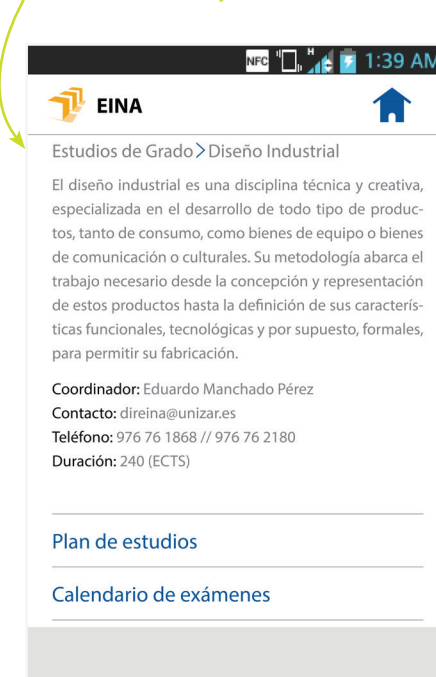 NFC H 1:39 AM
EINA
Estudios de Grado>Diseño Industrial
El diseño industrial es una disciplina técnica y creativa,
especializada en el desarrollo de todo tipo de produc-
tos, tanto de consumo, como bienes de equipo o bienes
de comunicación o culturales. Su metodología abarca el
trabajo necesario desde la concepción y representación
de estos productos hasta la definición de sus caracterís-
ticas funcionales, tecnológicas y por supuesto, formales,
para permitir su fabricación.
Coordinador: Eduardo Manchado Pérez
Contacto: direina@unizar.es
Teléfono: 976 76 1868 // 976 76 2180
Duración: 240 (ECTS)
Plan de estudios
Calendario de exámenes